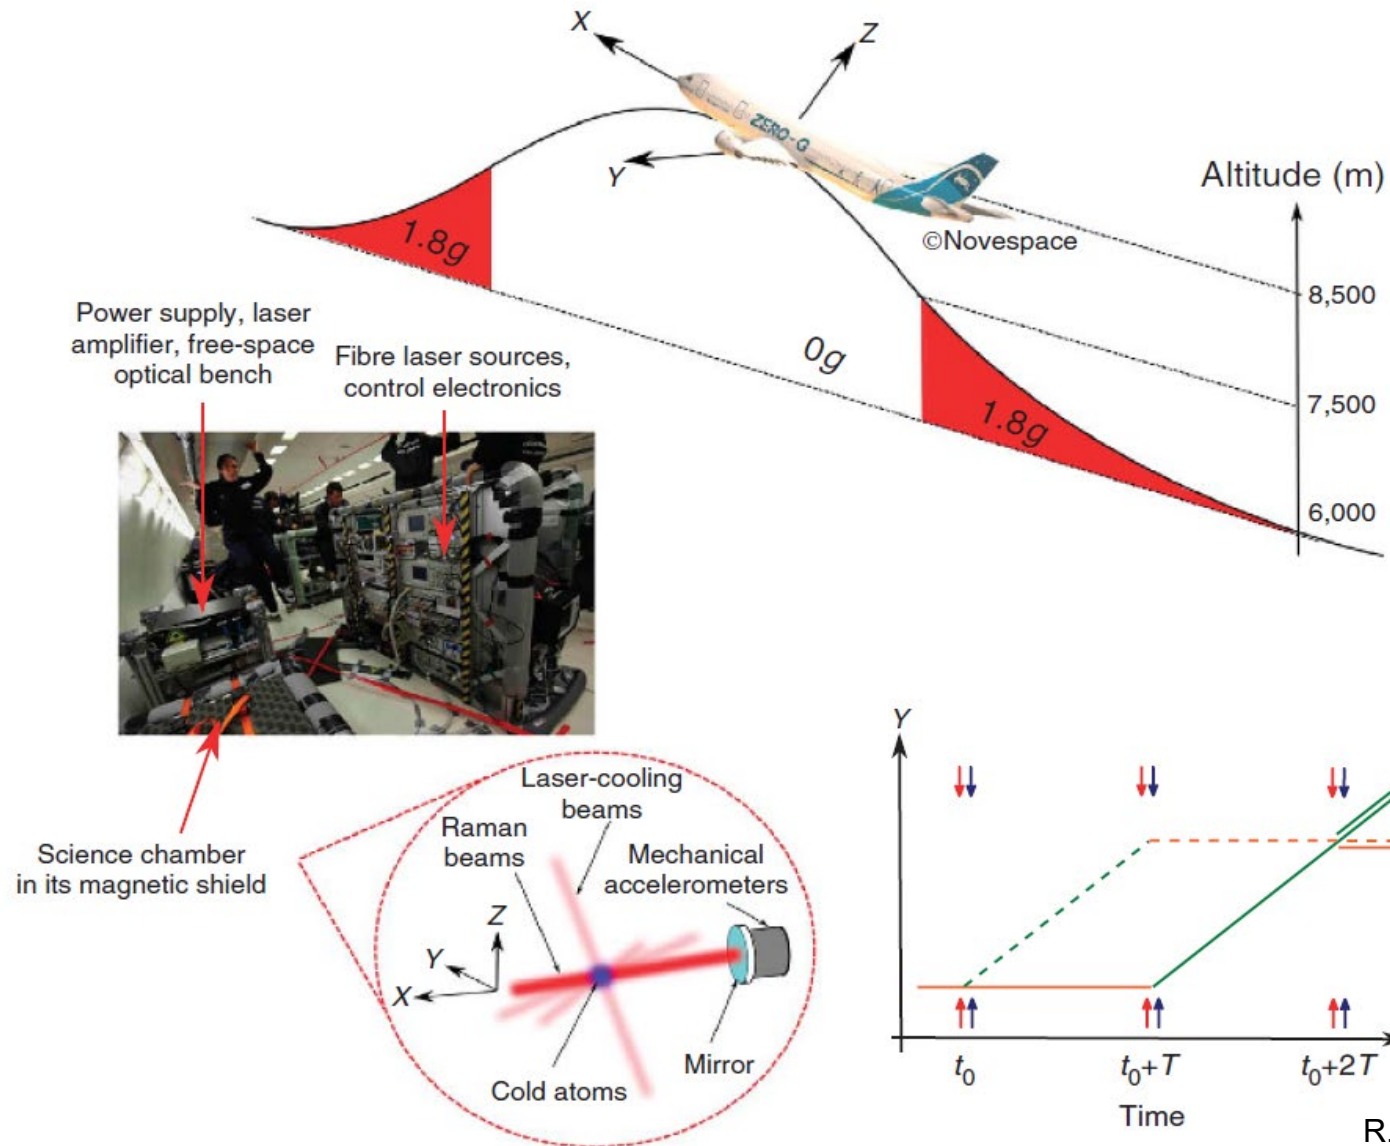 X
Z
ZERO-G
Y
Altitude (m)
©Novespace
1.8g
8,500
Power supply, laser
amplifier, free-space
optical bench
Fibre laser sources,
control electronics
0g
7,500
1.8g
6,000
Y
Laser-cooling
beams
Raman
beams
Mechanical
accelerometers
Science chamber
in its magnetic shield
Z
Y
X
Mirror
Cold atoms
t₀
t₀+T
t₀+2T
Time
R.